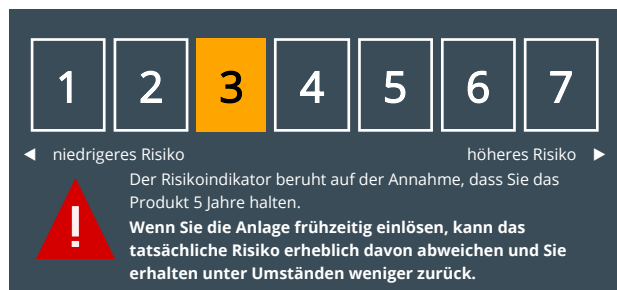 1 2 3 4 5 6 7
niedrigeres Risiko höheres Risiko
Der Risikoindikator beruht auf der Annahme, dass Sie das
Produkt 5 Jahre halten.
Wenn Sie die Anlage frühzeitig einlösen, kann das
tatsächliche Risiko erheblich davon abweichen und Sie
erhalten unter Umständen weniger zurück.
!